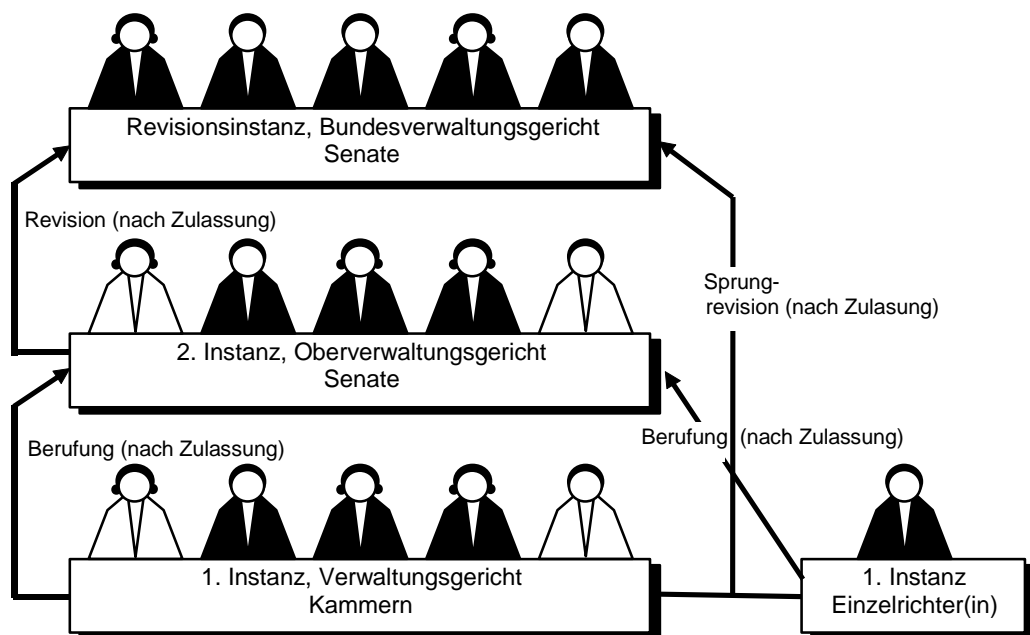 Revisionsinstanz, Bundesverwaltungsgericht
Senate
Revision (nach Zulassung)
Sprung-
revision (nach Zulasung)
2. Instanz, Oberverwaltungsgericht
Senate
Berufung (nach Zulassung)
Berufung (nach Zulassung)
1. Instanz, Verwaltungsgericht
Kammern
1. Instanz
Einzelrichter(in)